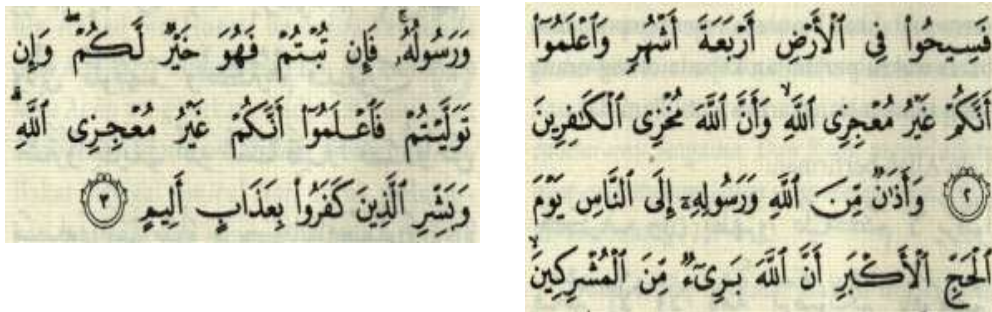 فَسِيحُوا۟ فِى ٱلْأَرْضِ أَرْبَعَةَ أَشْهُرٍ وَٱعْلَمُوٓا۟
أَنَّكُمْ غَيْرُ مُعْجِزِى ٱللَّهِ ۙ وَأَنَّ ٱللَّهَ مُخْزِى ٱلْكَـٰفِرِينَ
٢ وَأَذَٰنٌ مِّنَ ٱللَّهِ وَرَسُولِهِۦٓ إِلَى ٱلنَّاسِ يَوْمَ
ٱلْحَجِّ ٱلْأَكْبَرِ أَنَّ ٱللَّهَ بَرِىٓءٌ مِّنَ ٱلْمُشْرِكِينَ ۙ
وَرَسُولُهُۥ ۚ فَإِن تُبْتُمْ فَهُوَ خَيْرٌ لَّكُمْ ۖ وَإِن
تَوَلَّيْتُمْ فَٱعْلَمُوٓا۟ أَنَّكُمْ غَيْرُ مُعْجِزِى ٱللَّهِ ۗ
وَبَشِّرِ ٱلَّذِينَ كَفَرُوا۟ بِعَذَابٍ أَلِيمٍ ٣